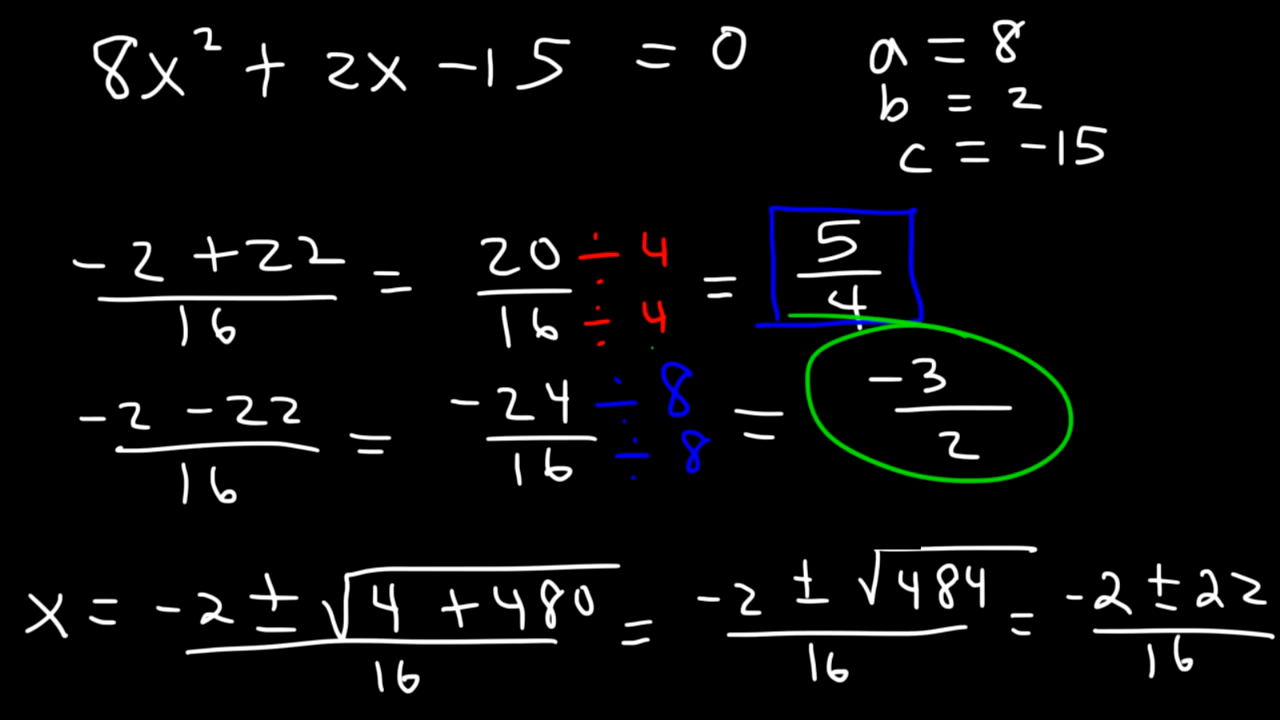 8x² + 2x - 15 = 0
a = 8
b = 2
c = -15
(-2 + 22)/16 = (20 ÷ 4)/(16 ÷ 4) = 5/4
(-2 - 22)/16 = (-24 ÷ 8)/(16 ÷ 8) = -3/2
x = (-2 ± √(4 + 480))/16 = (-2 ± √484)/16 = (-2 ± 22)/16